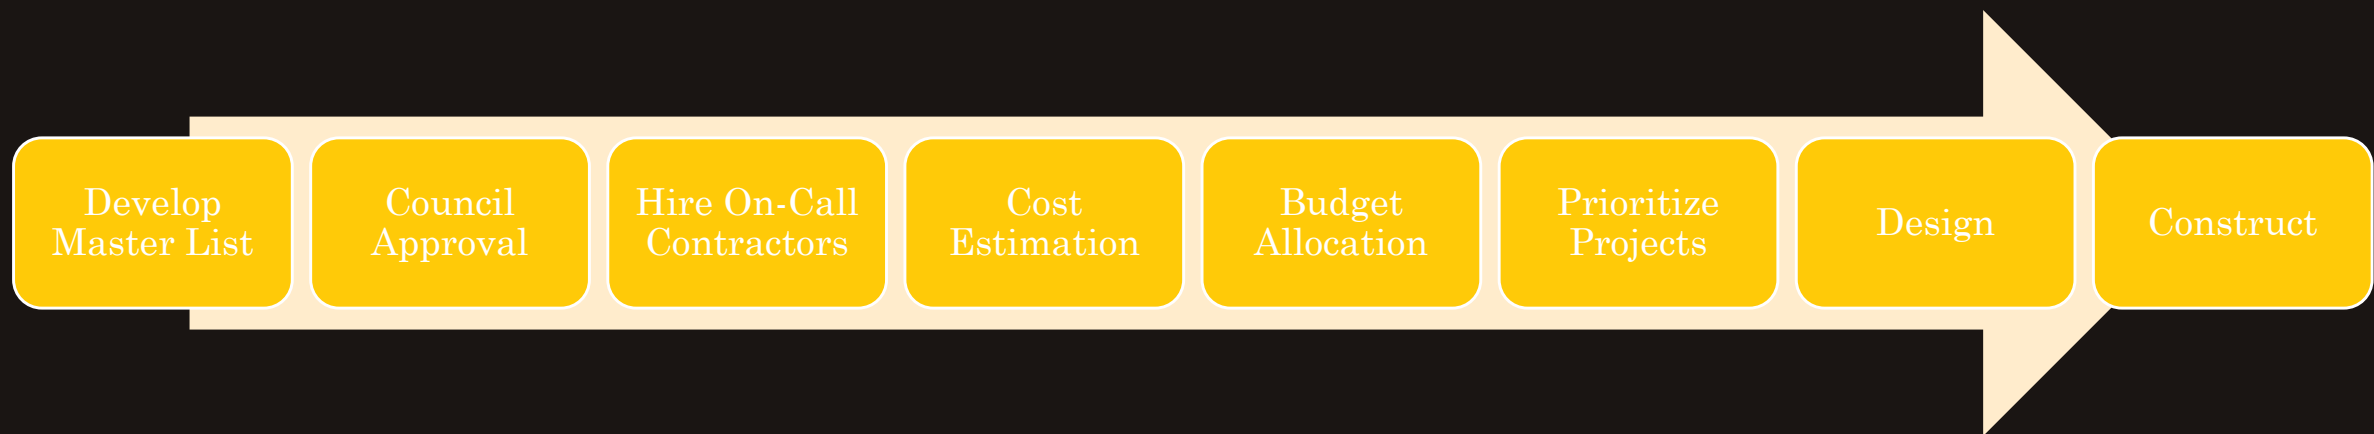 Develop
Master List
Council
Approval
Hire On-Call
Contractors
Cost
Estimation
Budget
Allocation
Prioritize
Projects
Design
Construct